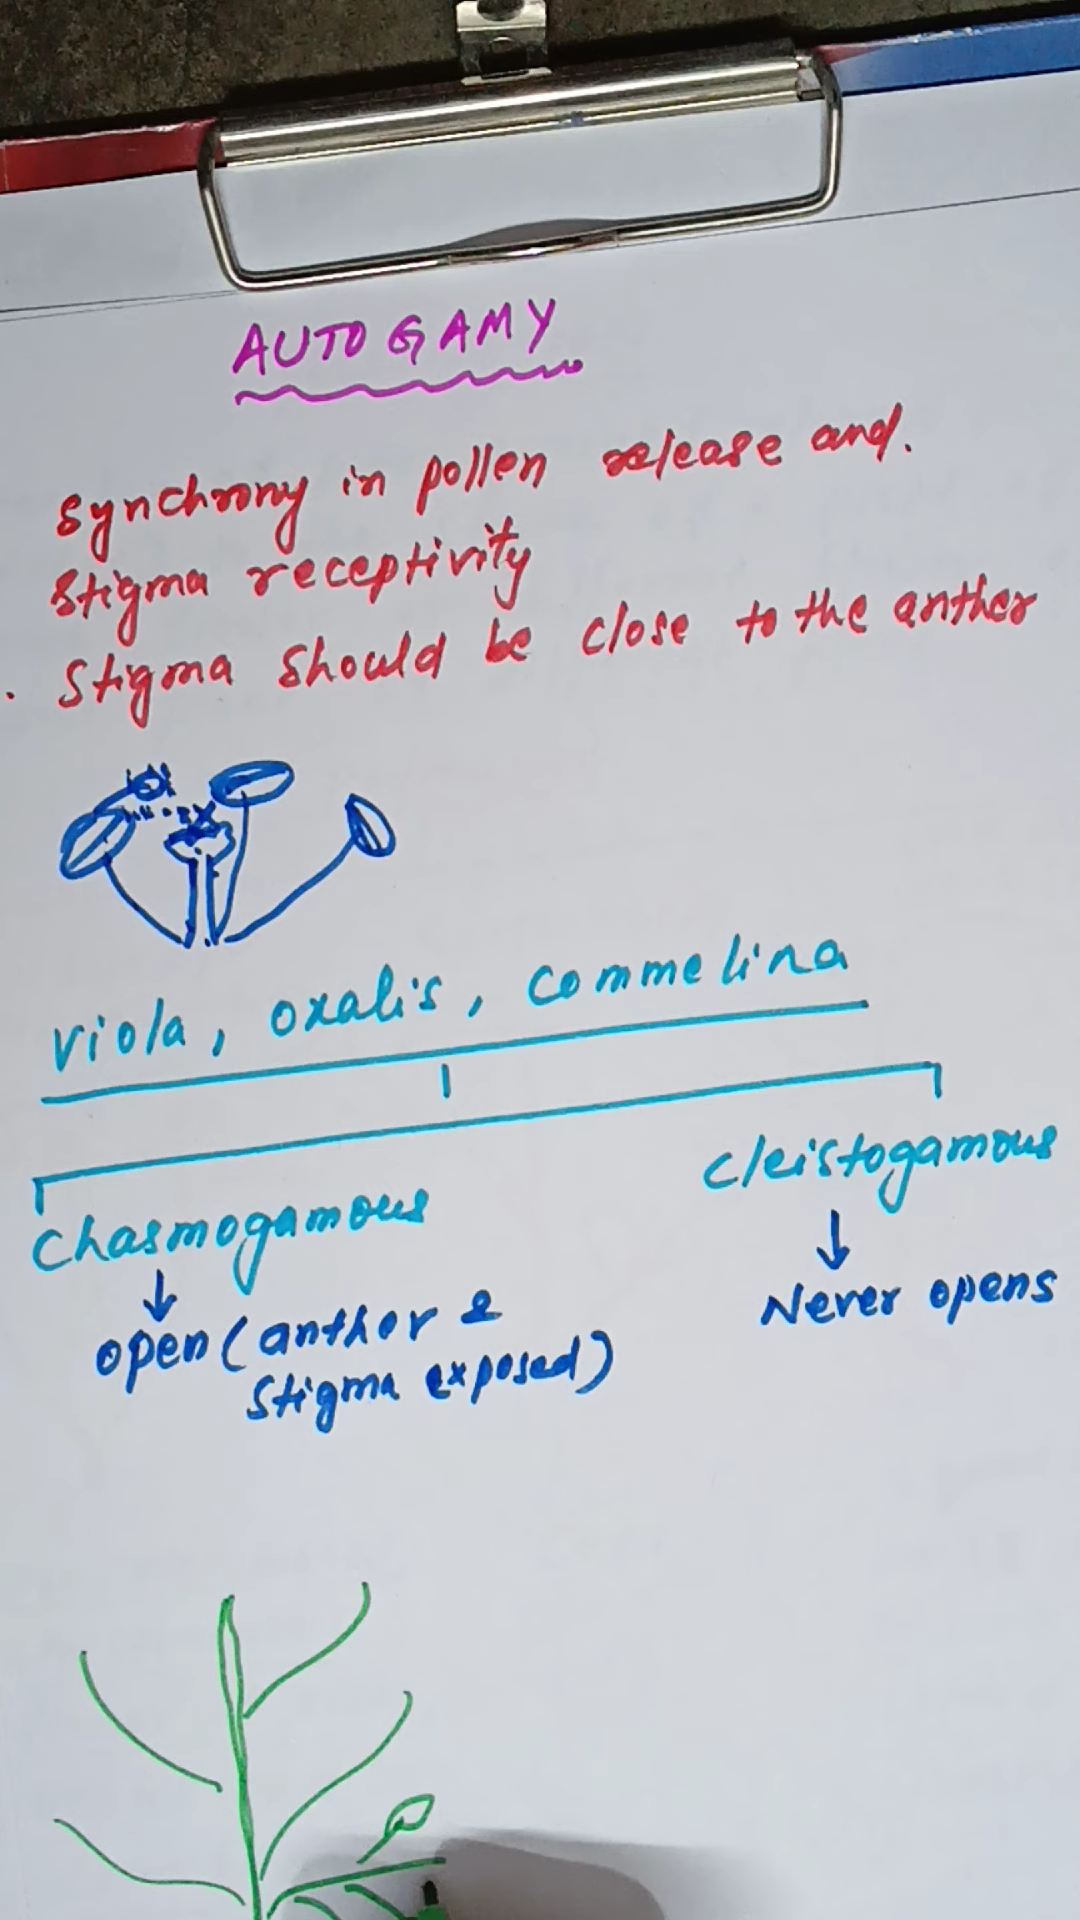 AUTOGAMY
Synchrony in pollen release and.
Stigma receptivity
. Stigma should be close to the anther
viola, oxalis, commelina
Chasmogamous
Cleistogamous
open (anther &
Stigma exposed)
Never opens